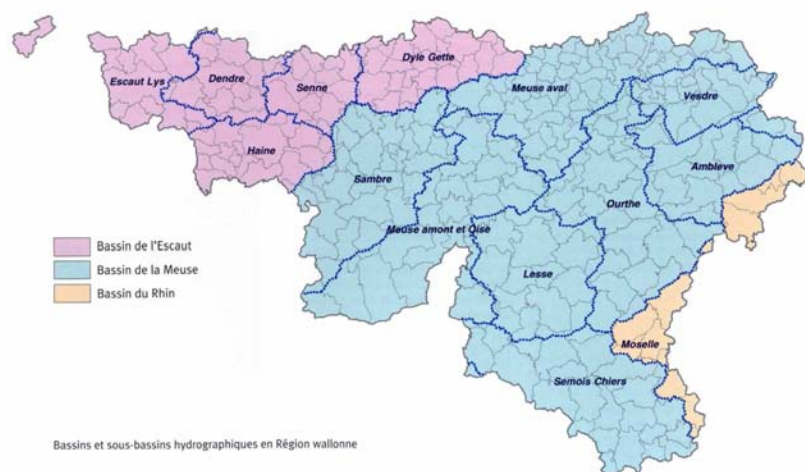 Dyle Gette
Escaut Lys
Dendre
Senne
Meuse aval
Vesdre
Haine
Sambre
Amblève
Ourthe
Meuse amont et Oise
Bassin de l'Escaut
Bassin de la Meuse
Bassin du Rhin
Lesse
Moselle
Semois Chiers
Bassins et sous-bassins hydrographiques en Région wallonne